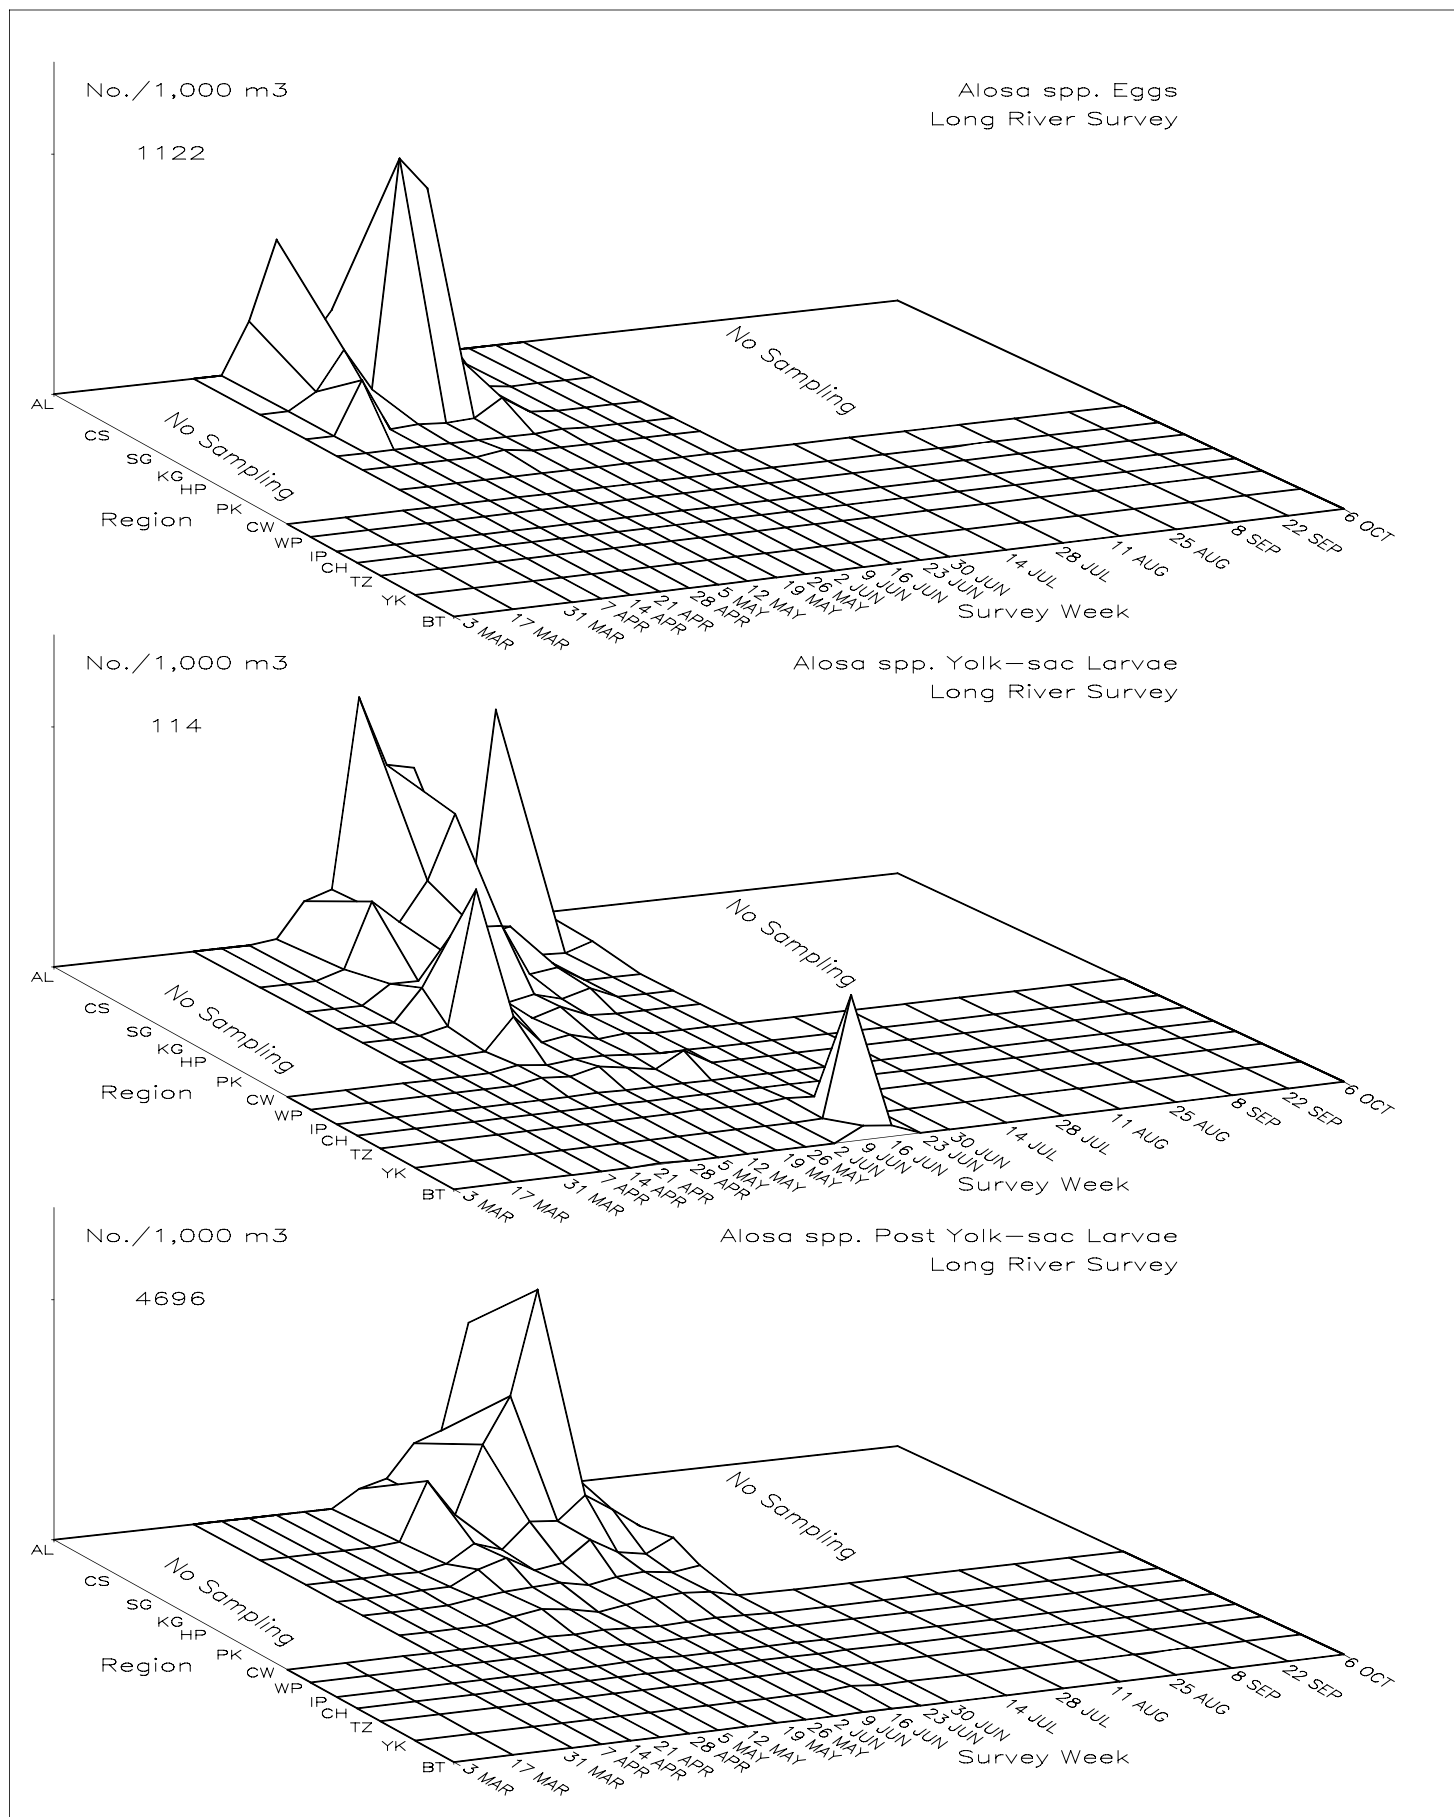 No./1,000 m3
Alosa spp. Eggs
Long River Survey
1122
No Sampling
AL
CS
SG
KG
HP
PK
CW
WP
IP
CH
TZ
YK
BT
No Sampling
Region
3 MAR
17 MAR
31 MAR
7 APR
14 APR
21 APR
28 APR
5 MAY
12 MAY
19 MAY
26 MAY
2 JUN
9 JUN
16 JUN
23 JUN
30 JUN
14 JUL
28 JUL
11 AUG
25 AUG
8 SEP
22 SEP
6 OCT
Survey Week
No./1,000 m3
Alosa spp. Yolk-sac Larvae
Long River Survey
114
No Sampling
AL
CS
SG
KG
HP
PK
CW
WP
IP
CH
TZ
YK
BT
No Sampling
Region
3 MAR
17 MAR
31 MAR
7 APR
14 APR
21 APR
28 APR
5 MAY
12 MAY
19 MAY
26 MAY
2 JUN
9 JUN
16 JUN
23 JUN
30 JUN
14 JUL
28 JUL
11 AUG
25 AUG
8 SEP
22 SEP
6 OCT
Survey Week
No./1,000 m3
Alosa spp. Post Yolk-sac Larvae
Long River Survey
4696
No Sampling
AL
CS
SG
KG
HP
PK
CW
WP
IP
CH
TZ
YK
BT
No Sampling
Region
3 MAR
17 MAR
31 MAR
7 APR
14 APR
21 APR
28 APR
5 MAY
12 MAY
19 MAY
26 MAY
2 JUN
9 JUN
16 JUN
23 JUN
30 JUN
14 JUL
28 JUL
11 AUG
25 AUG
8 SEP
22 SEP
6 OCT
Survey Week